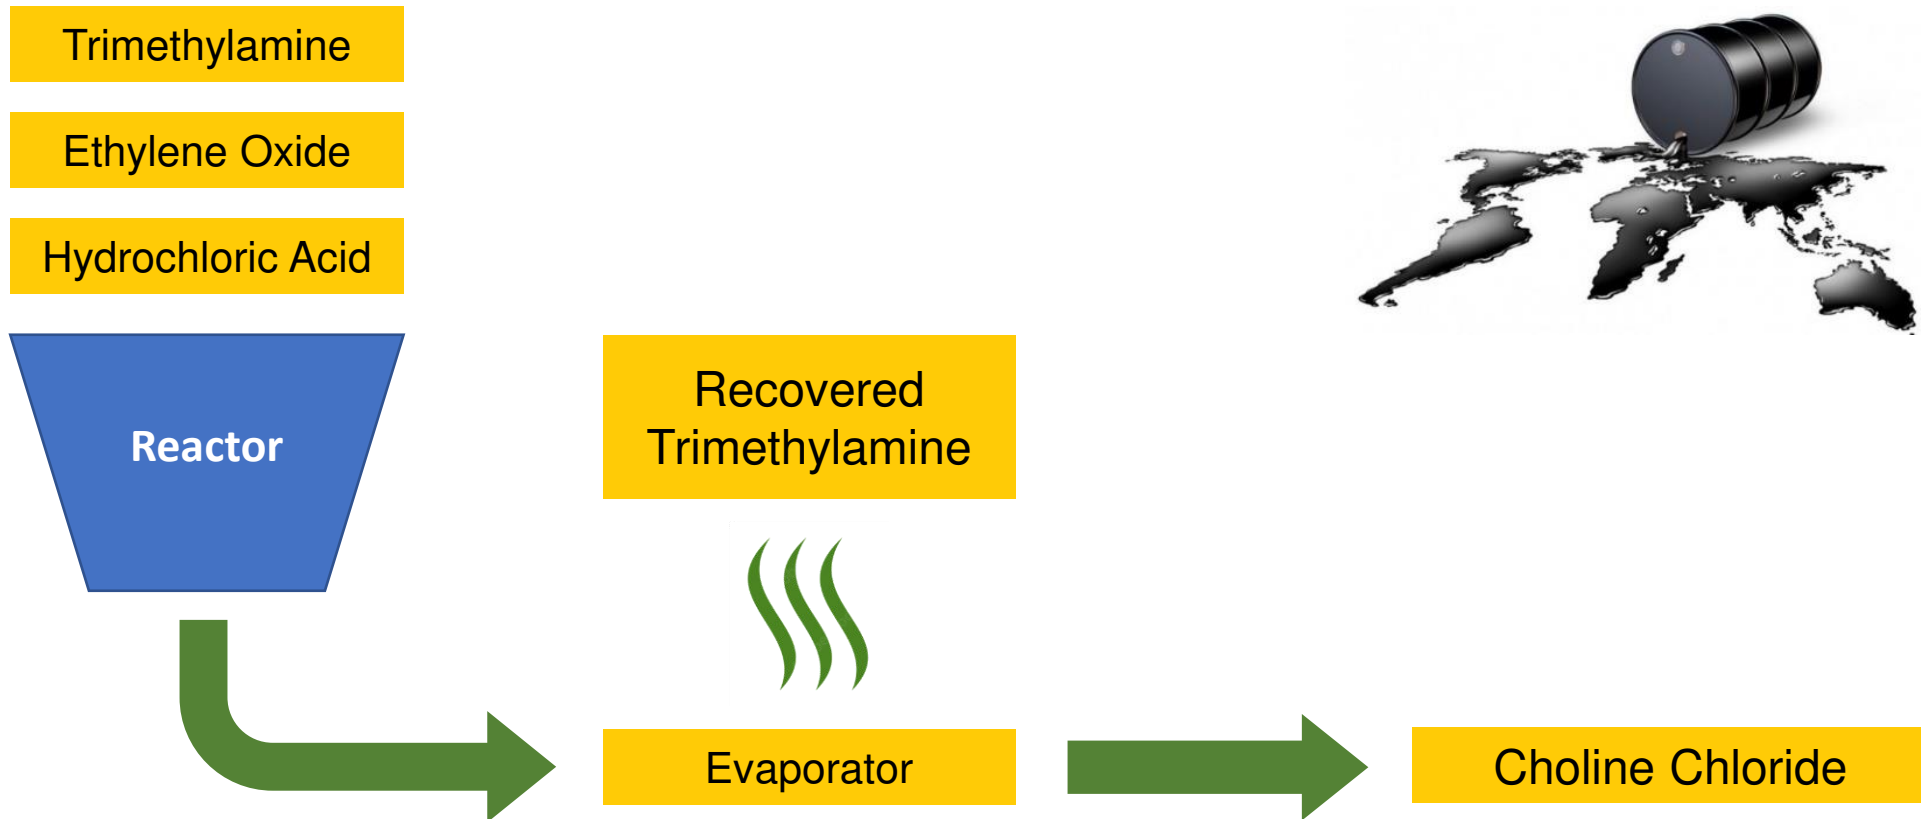 Trimethylamine
Ethylene Oxide
Hydrochloric Acid
Reactor
Recovered
Trimethylamine
Evaporator
Choline Chloride